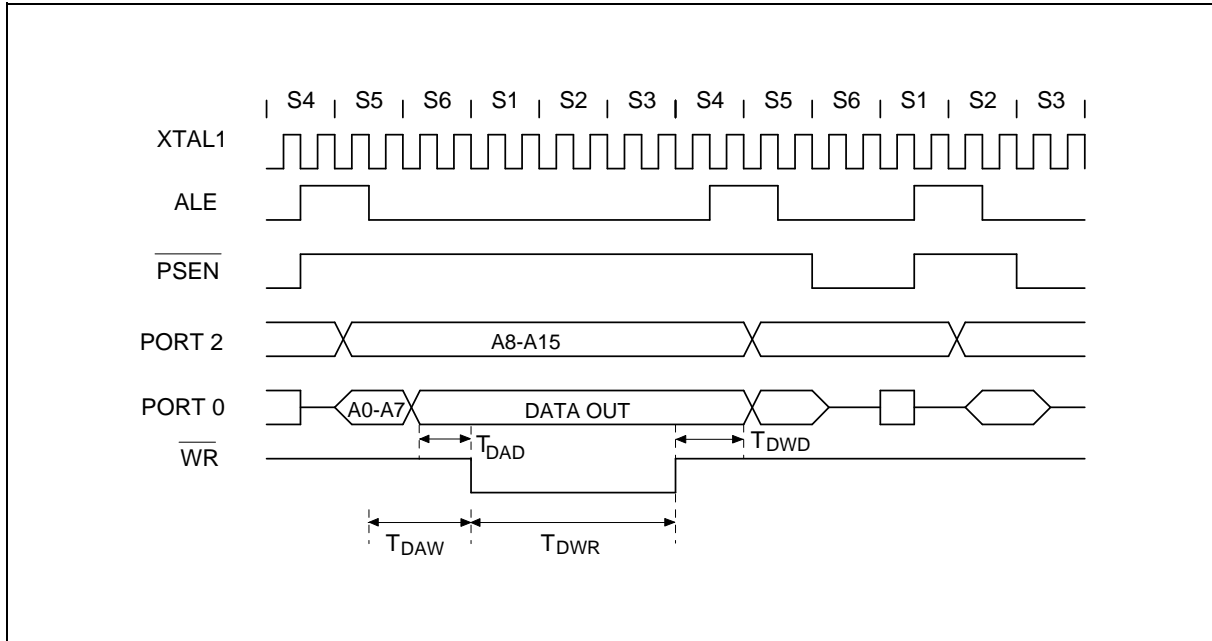 S4 S5 S6 S1 S2 S3 S4 S5 S6 S1 S2 S3
XTAL1
ALE
PSEN
PORT 2 A8-A15
PORT 0 A0-A7 DATA OUT
TDAD TDWD
WR
TDAW TDWR